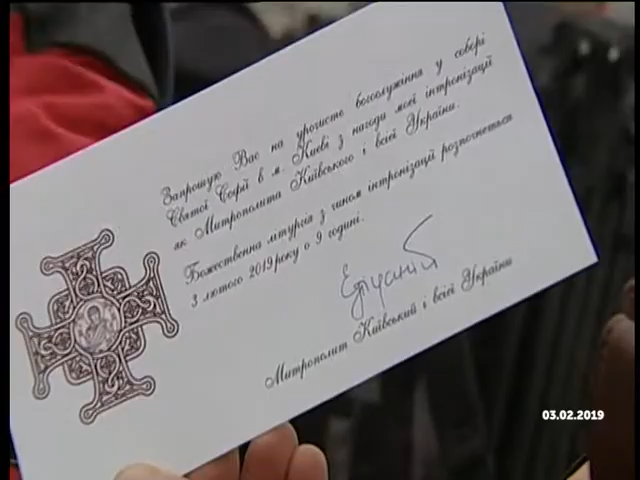 Запрошую Вас на урочисте богослужіння у соборі
Святої Софії в м. Києві з нагоди моєї інтронізації
як Митрополита Київського і всієї України.
Божественна літургія з чином інтронізації розпочнеться
3 лютого 2019 року о 9 годині.
Епіфаній
Митрополит Київський і всієї України
03.02.2019